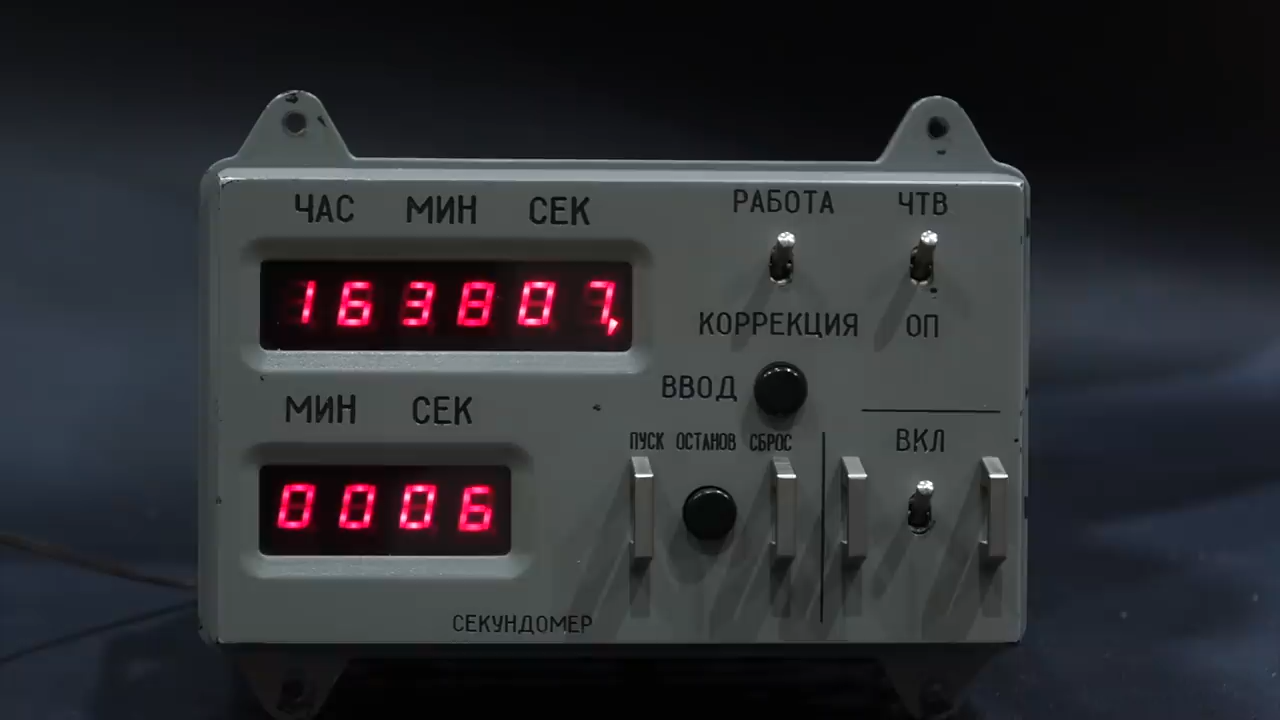 ЧАС МИН СЕК
163807
РАБОТА ЧТВ
КОРРЕКЦИЯ ОП
ВВОД
МИН СЕК
0006
ПУСК ОСТАНОВ СБРОС
ВКЛ
СЕКУНДОМЕР